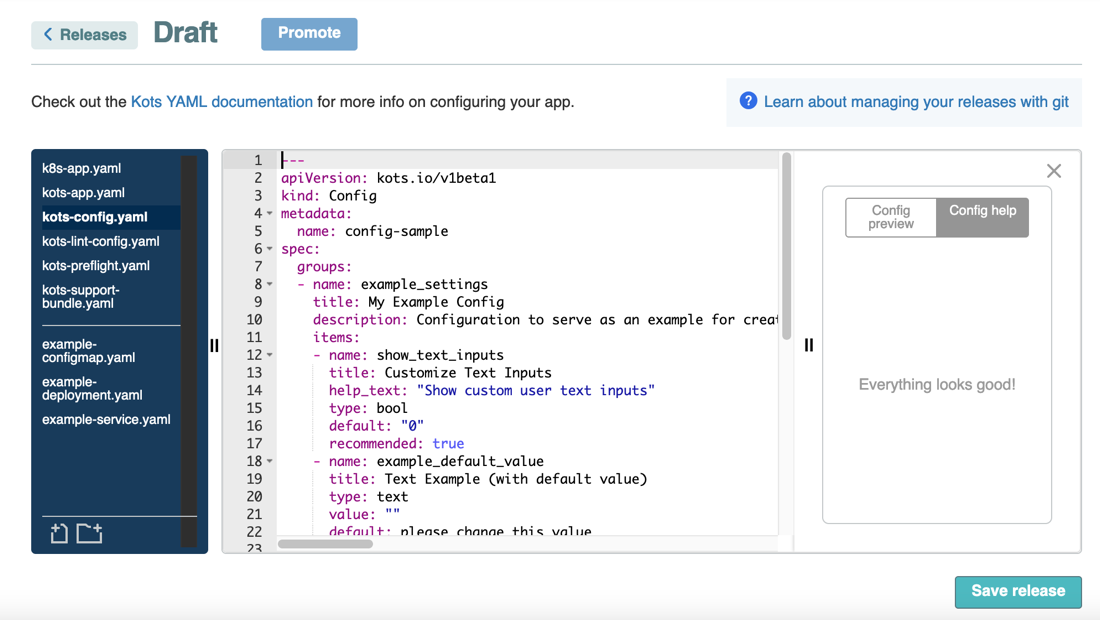 Releases
Draft
Promote
Check out the Kots YAML documentation for more info on configuring your app.
Learn about managing your releases with git
k8s-app.yaml
kots-app.yaml
kots-config.yaml
kots-lint-config.yaml
kots-preflight.yaml
kots-support-
bundle.yaml
example-
configmap.yaml
example-
deployment.yaml
example-service.yaml
1 ---
2 apiVersion: kots.io/v1beta1
3 kind: Config
4 metadata:
5   name: config-sample
6 spec:
7   groups:
8   - name: example_settings
9     title: My Example Config
10     description: Configuration to serve as an example for creat
11     items:
12     - name: show_text_inputs
13       title: Customize Text Inputs
14       help_text: "Show custom user text inputs"
15       type: bool
16       default: "0"
17       recommended: true
18     - name: example_default_value
19       title: Text Example (with default value)
20       type: text
21       value: ""
22       default: please change this value
23
Config
preview
Config help
Everything looks good!
Save release